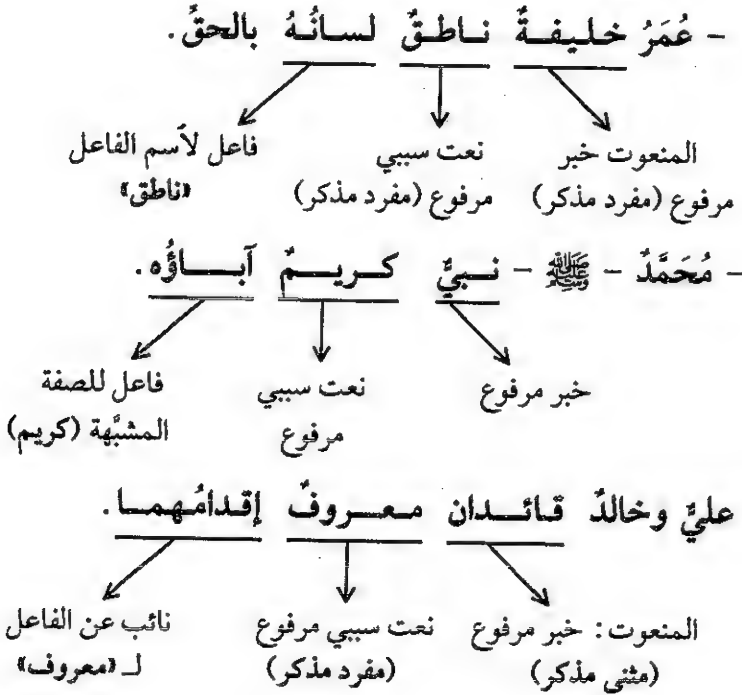 - عُمَرُ خليفةٌ ناطقٌ لسانُهُ بالحقِّ.
المنعوت خبر نعت سببي فاعل لأسم الفاعل
مرفوع (مفرد مذكر) مرفوع (مفرد مذكر) «ناطق»
- مُحَمَّدٌ - ﷺ - نبيٌّ كريمٌ آباؤُه.
خبر مرفوع نعت سببي فاعل للصفة
مرفوع المشبَّهة (كريم)
عليٌّ وخالدٌ قائدان معروفٌ إقدامُهما.
المنعوت: خبر مرفوع نعت سببي مرفوع نائب عن الفاعل
(مثنى مذكر) (مفرد مذكر) لـ «معروف»